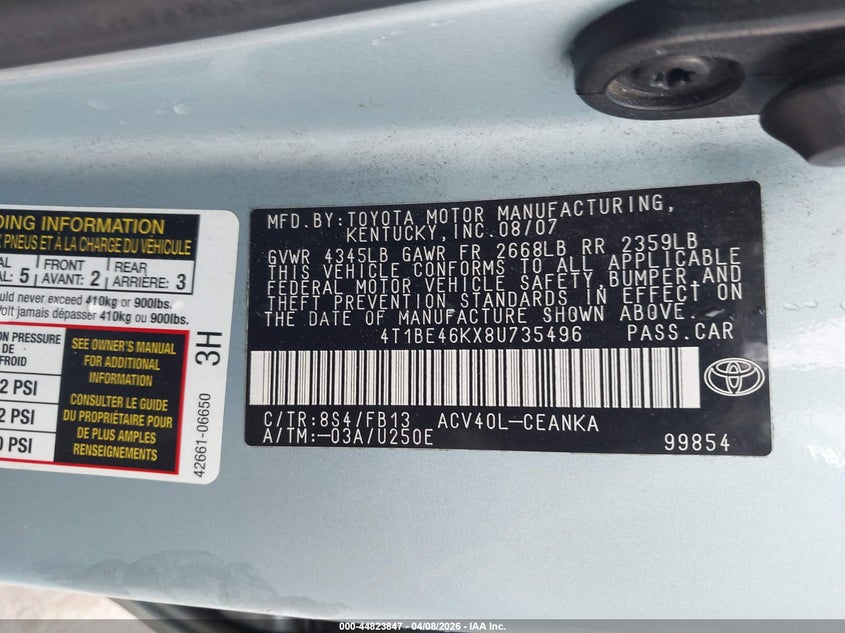 DING INFORMATION
X PNEUS ET À LA CHARGE DU VÉHICULE
AL 5 FRONT 2 REAR 3
AL: AVANT: ARRIÈRE:
ould never exceed 410kg or 900lbs.
oit jamais dépasser 410kg ou 900lbs.
ON PRESSURE
DE
FROID
2 PSI
2 PSI
0 PSI
SEE OWNER'S MANUAL
FOR ADDITIONAL
INFORMATION
CONSULTER LE GUIDE
DU PROPRIÉTAIRE POUR
DE PLUS AMPLES
RENSEIGNEMENTS
3H
42661-06650
MFD.BY:TOYOTA MOTOR MANUFACTURING,
KENTUCKY,INC.08/07
GVWR 4345LB GAWR FR 2668LB RR 2359LB
THIS VEHICLE CONFORMS TO ALL APPLICABLE
FEDERAL MOTOR VEHICLE SAFETY,BUMPER,AND
THEFT PREVENTION STANDARDS IN EFFECT ON
THE DATE OF MANUFACTURE SHOWN ABOVE.
4T1BE46KX8U735496 PASS.CAR
C/TR:8S4/FB13 ACV40L-CEANKA
A/TM:-03A/U250E 99854
000-44823847 - 04/08/2026 - IAA Inc.